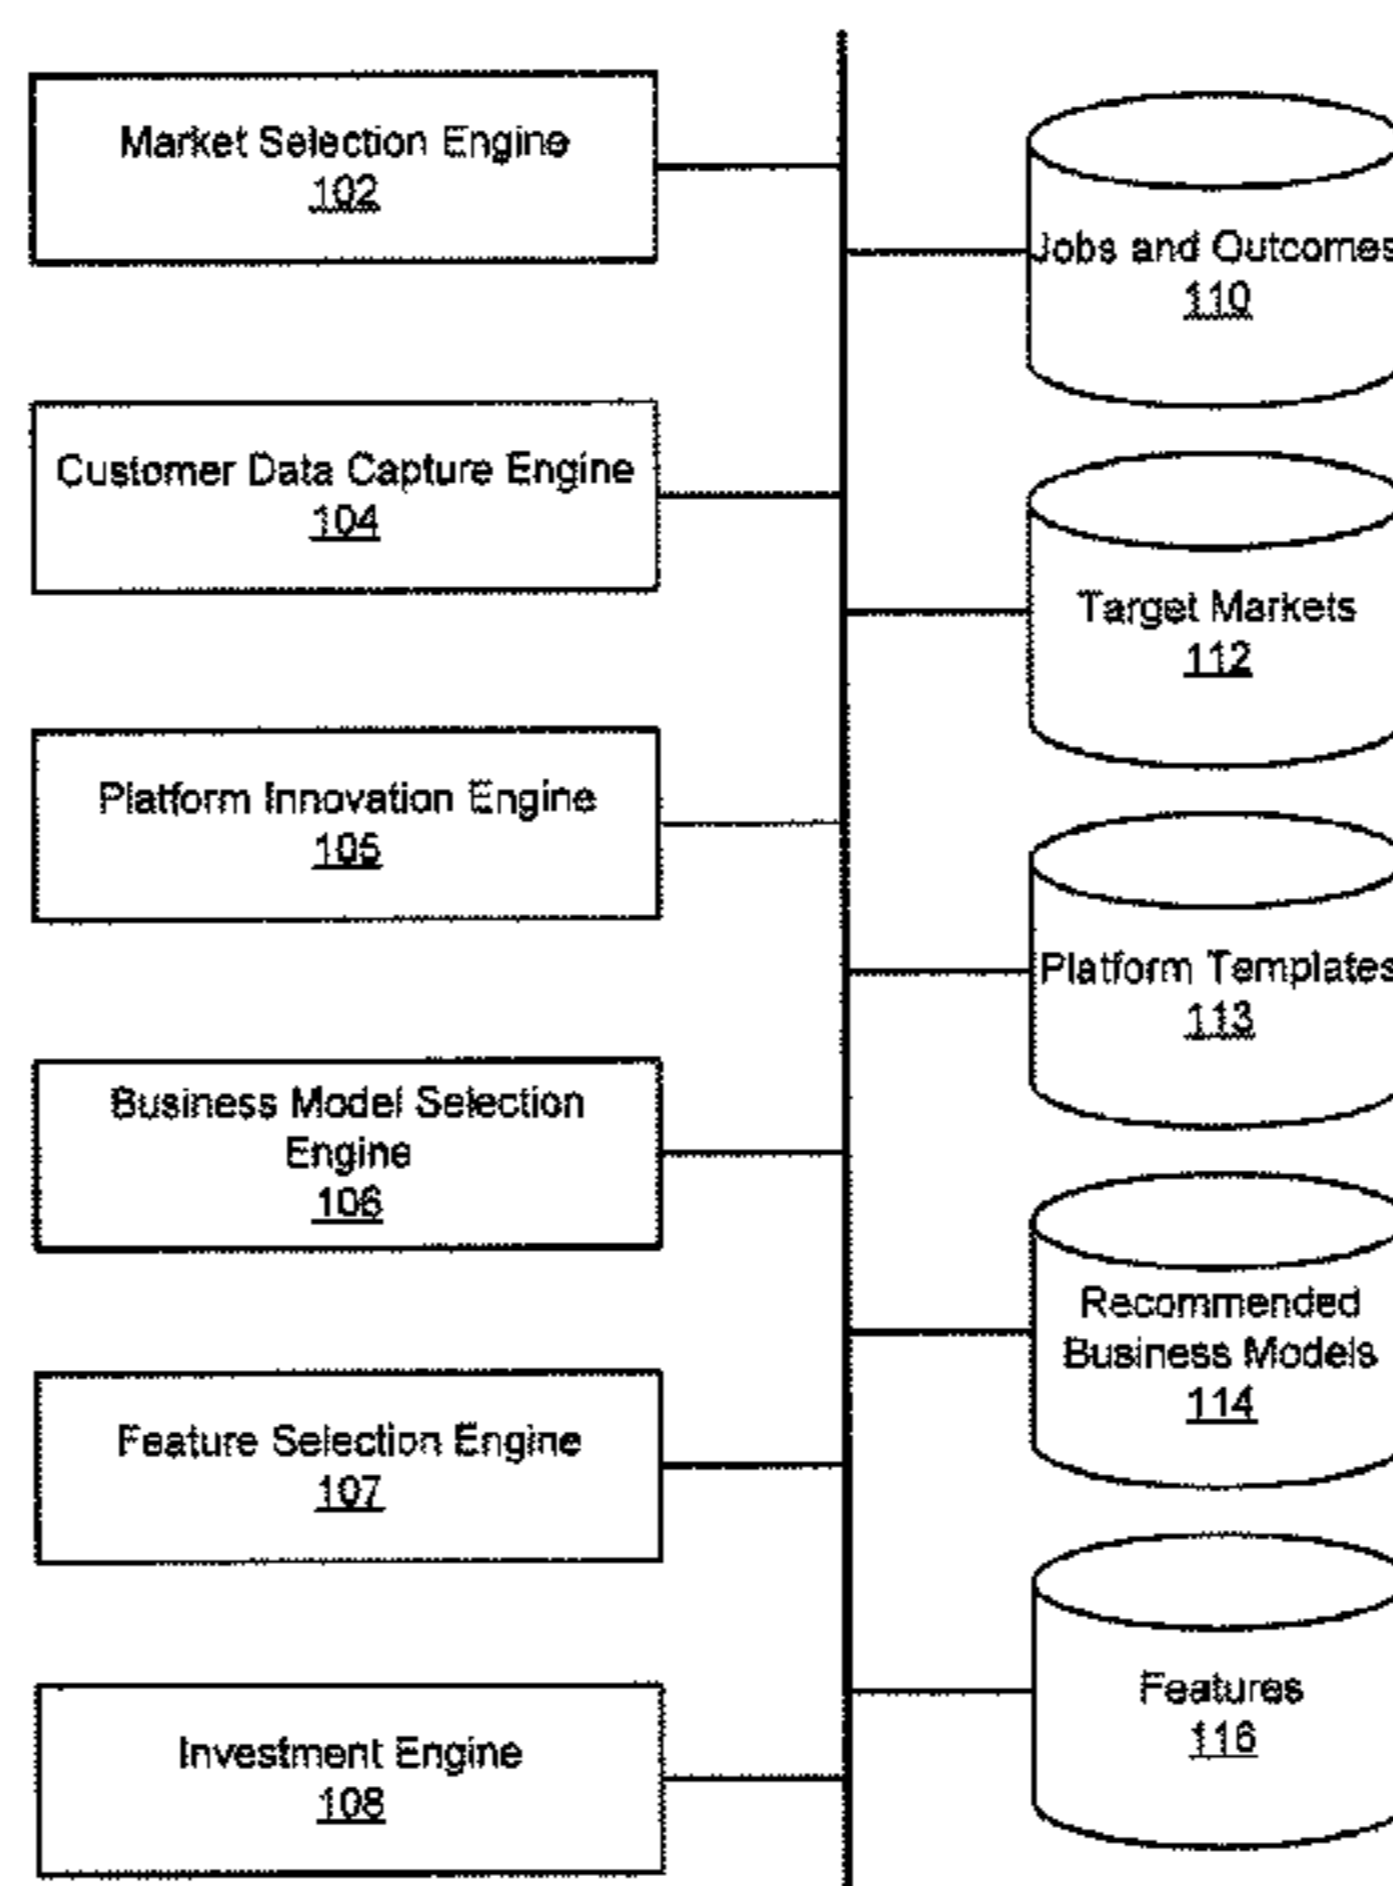 Market Selection Engine
102
Customer Data Capture Engine
104
Platform Innovation Engine
105
Business Model Selection
Engine
106
Feature Selection Engine
107
Investment Engine
108
Jobs and Outcomes
110
Target Markets
112
Platform Templates
113
Recommended
Business Models
114
Features
116